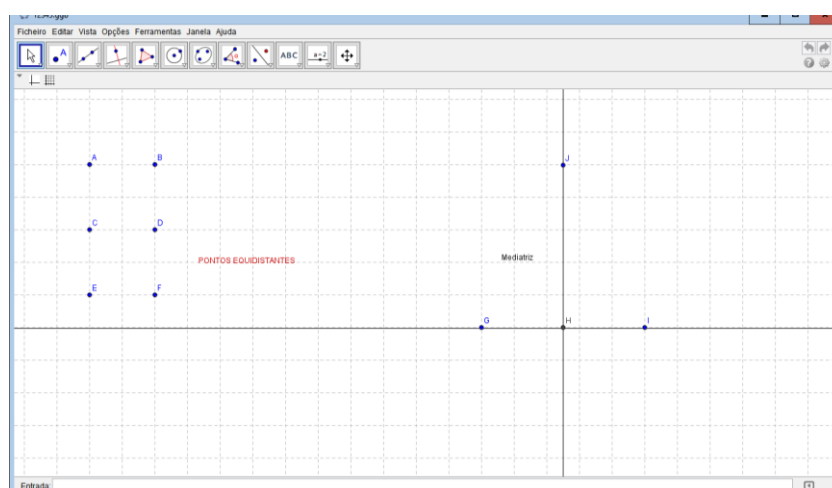 Ficheiro Editar Vista Opções Ferramentas Janela Ajuda
A
ABC
a=2
A B
J
C D
Mediatriz
PONTOS EQUIDISTANTES
E F
G H I
Entrada: